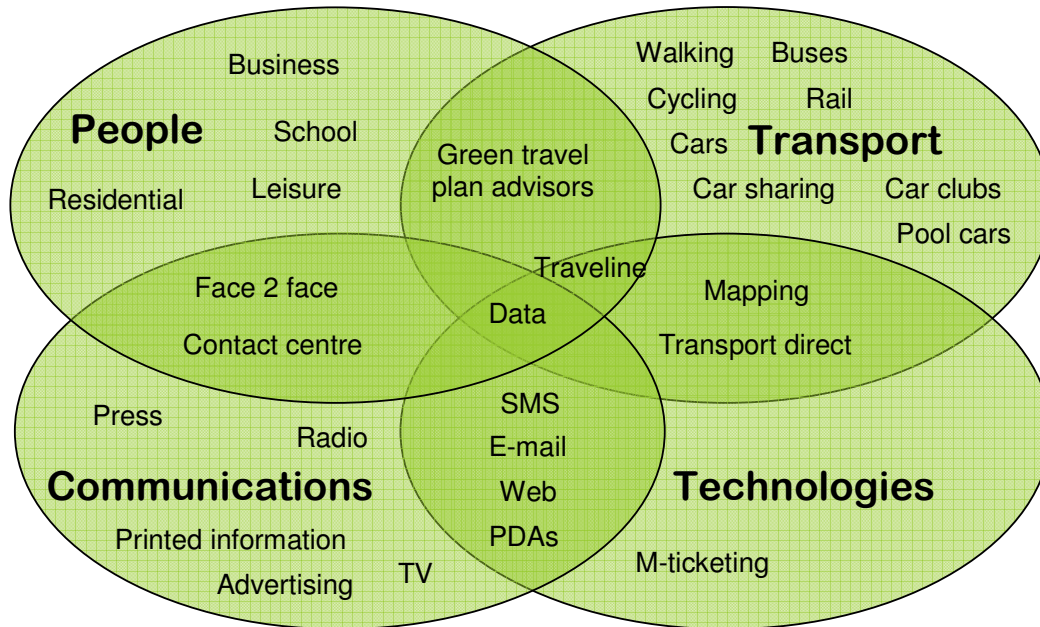 Business
People
School
Residential
Leisure
Green travel
plan advisors
Walking
Buses
Cycling
Rail
Cars
Transport
Car sharing
Car clubs
Pool cars
Traveline
Face 2 face
Data
Mapping
Contact centre
Transport direct
Press
Radio
Communications
Printed information
Advertising
TV
SMS
E-mail
Web
PDAs
Technologies
M-ticketing